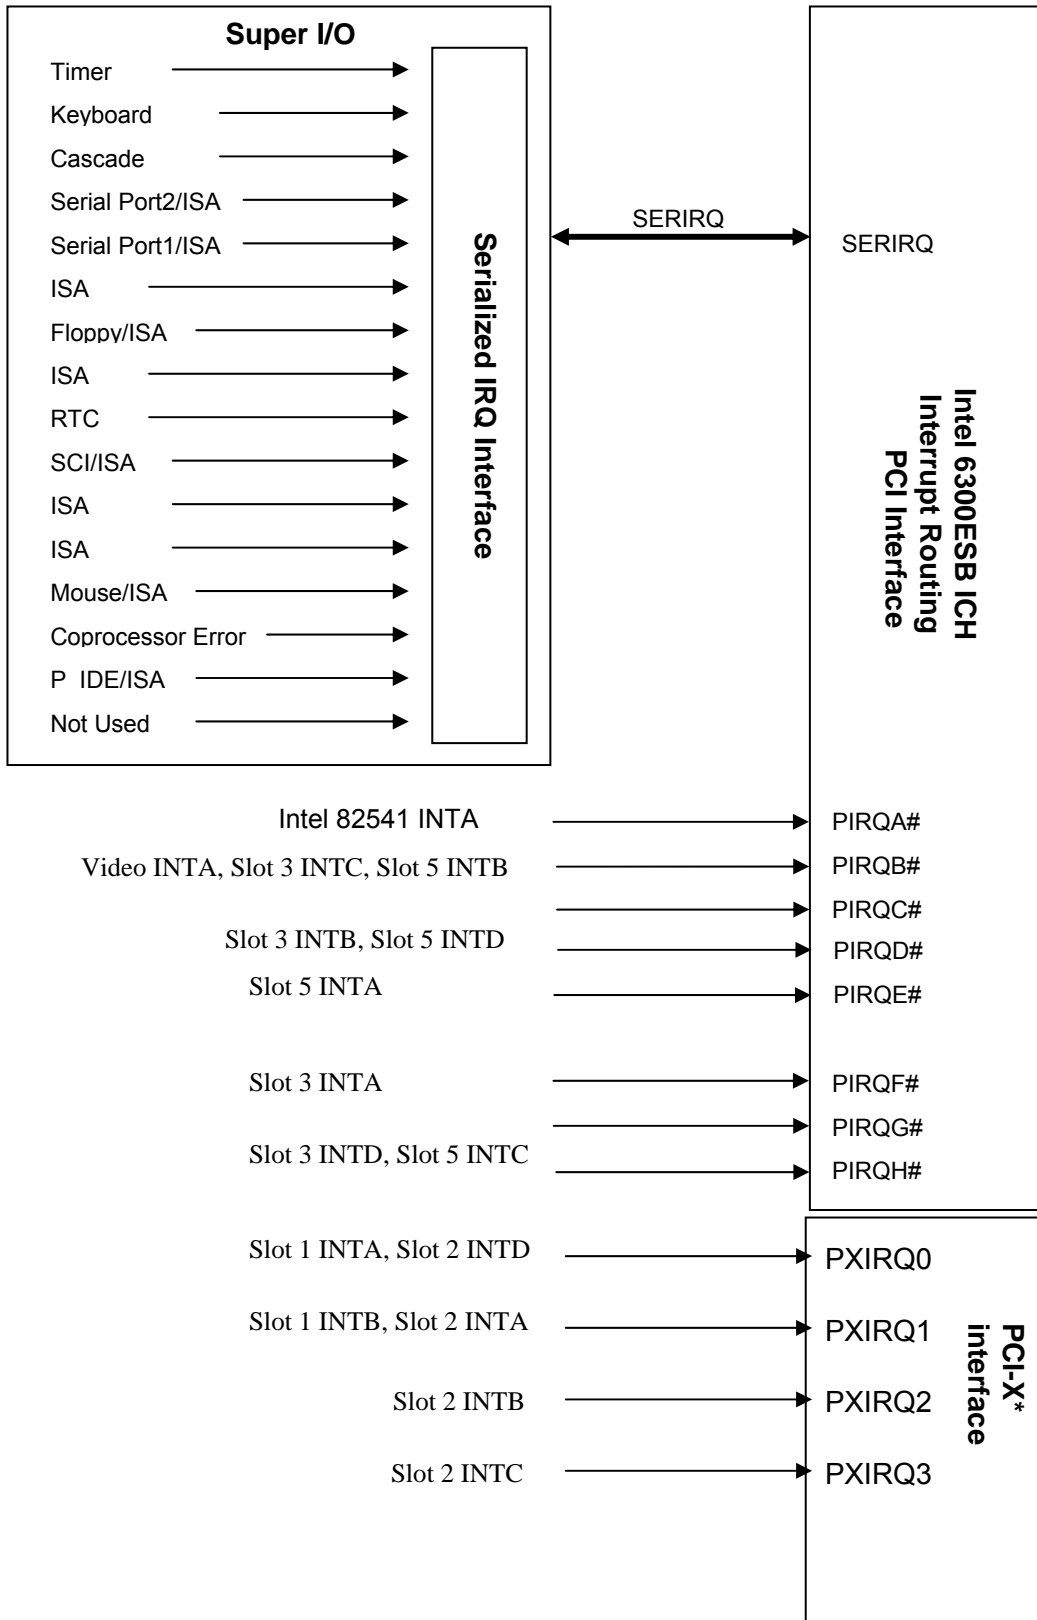 Super I/O
Timer
Keyboard
Cascade
Serial Port2/ISA
Serial Port1/ISA
ISA
Floppy/ISA
ISA
RTC
SCI/ISA
ISA
ISA
Mouse/ISA
Coprocessor Error
P IDE/ISA
Not Used
Serialized IRQ Interface
SERIRQ
SERIRQ
Intel 6300ESB ICH
Interrupt Routing
PCI Interface
Intel 82541 INTA
PIRQA#
Video INTA, Slot 3 INTC, Slot 5 INTB
PIRQB#
PIRQC#
Slot 3 INTB, Slot 5 INTD
PIRQD#
Slot 5 INTA
PIRQE#
Slot 3 INTA
PIRQF#
PIRQG#
Slot 3 INTD, Slot 5 INTC
PIRQH#
Slot 1 INTA, Slot 2 INTD
PXIRQ0
Slot 1 INTB, Slot 2 INTA
PXIRQ1
Slot 2 INTB
PXIRQ2
Slot 2 INTC
PXIRQ3
PCI-X*
interface